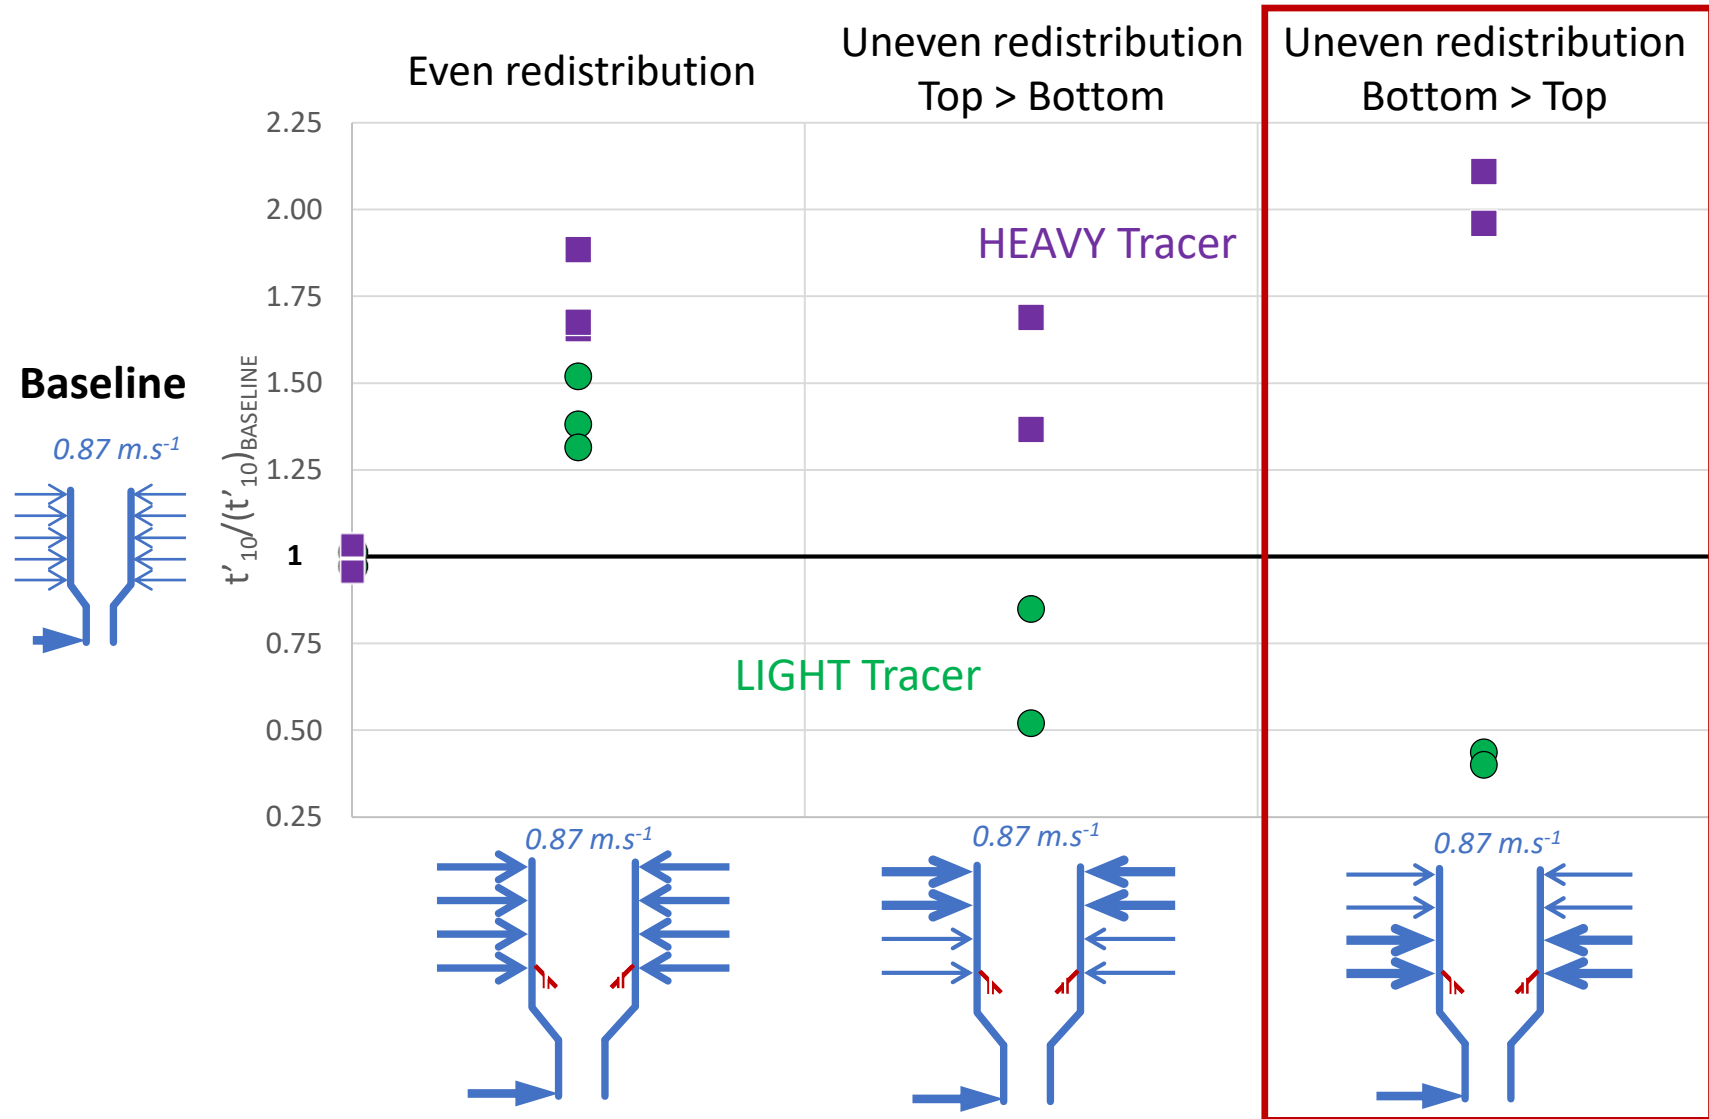 Even redistribution
Uneven redistribution
Top > Bottom
Uneven redistribution
Bottom > Top
2.25
2.00
1.75
1.50
1.25
1
0.75
0.50
0.25
t’10/(t’10)BASELINE
HEAVY Tracer
LIGHT Tracer
Baseline
0.87 m.s-1
0.87 m.s-1
0.87 m.s-1
0.87 m.s-1